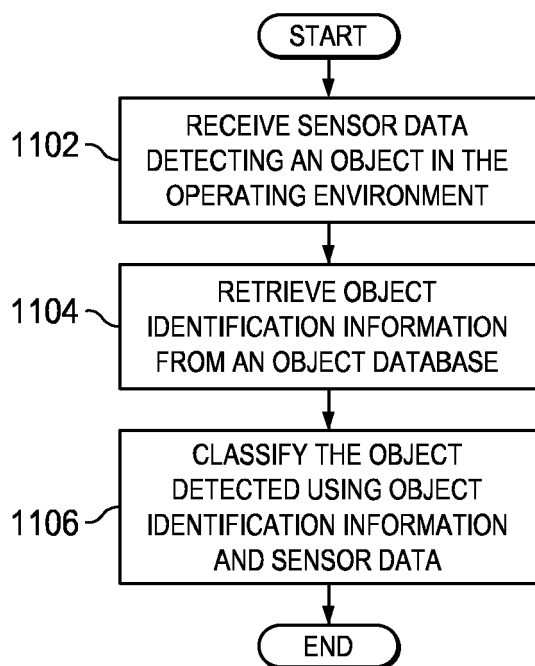 START
1102
RECEIVE SENSOR DATA
DETECTING AN OBJECT IN THE
OPERATING ENVIRONMENT
1104
RETRIEVE OBJECT
IDENTIFICATION INFORMATION
FROM AN OBJECT DATABASE
1106
CLASSIFY THE OBJECT
DETECTED USING OBJECT
IDENTIFICATION INFORMATION
AND SENSOR DATA
END